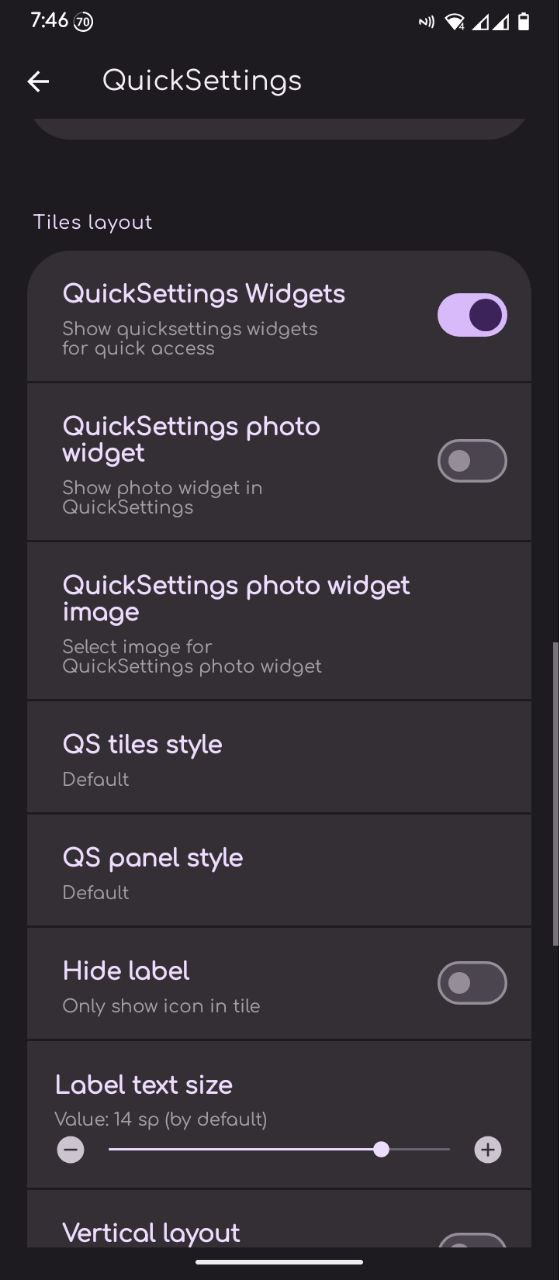 7:46 70
4
QuickSettings
Tiles layout
QuickSettings Widgets
Show quicksettings widgets
for quick access
QuickSettings photo
widget
Show photo widget in
QuickSettings
QuickSettings photo widget
image
Select image for
QuickSettings photo widget
QS tiles style
Default
QS panel style
Default
Hide label
Only show icon in tile
Label text size
Value: 14 sp (by default)
Vertical layout